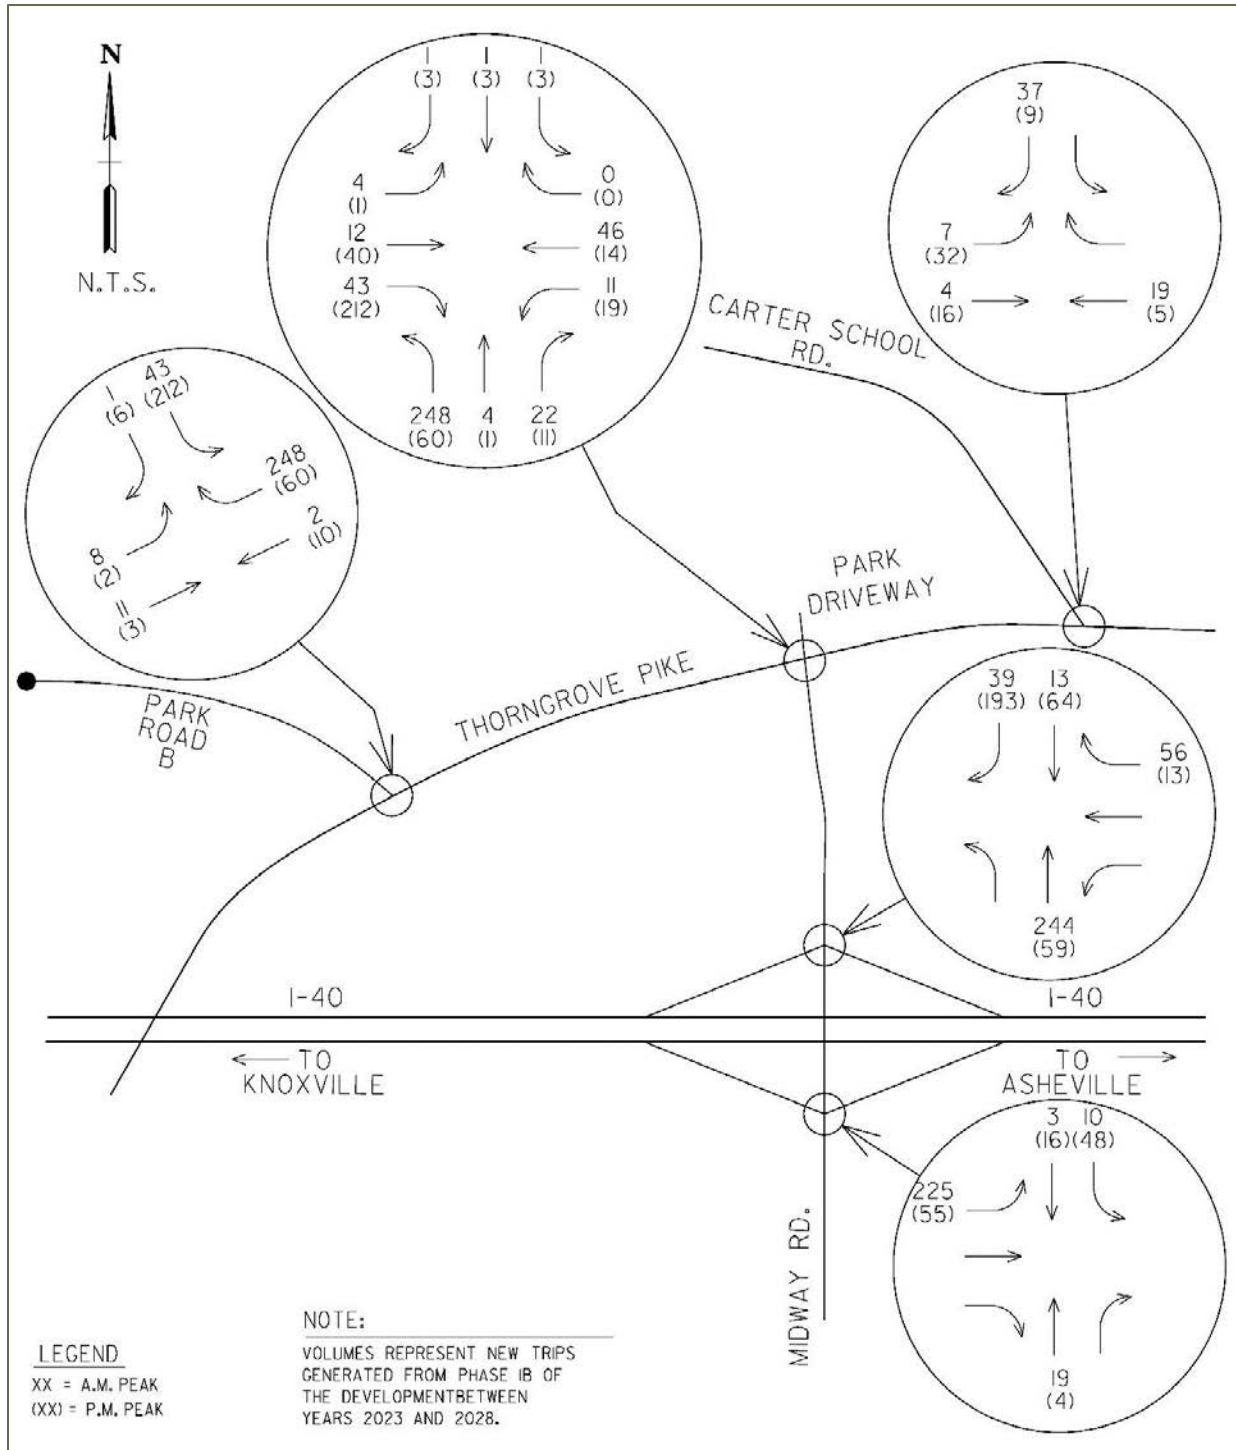 N
N.T.S.
1 1 1
(3) (3) (3)
4
(1)
12
(40)
43
(212)
0
(0)
46
(14)
11
(19)
248 4 22
(60) (1) (11)
37
(9)
7
(32)
4
(16)
19
(5)
CARTER SCHOOL
RD.
1 43
(6) (212)
248
(60)
2
(10)
8
(2)
11
(3)
PARK
DRIVEWAY
THORNGROVE PIKE
PARK
ROAD
B
39 13
(193) (64)
56
(13)
244
(59)
I-40 I-40
TO
KNOXVILLE
TO
ASHEVILLE
3 10
(16)(48)
225
(55)
19
(4)
MIDWAY RD.
LEGEND
XX = A.M. PEAK
(XX) = P.M. PEAK
NOTE:
VOLUMES REPRESENT NEW TRIPS
GENERATED FROM PHASE 1B OF
THE DEVELOPMENTBETWEEN
YEARS 2023 AND 2028.